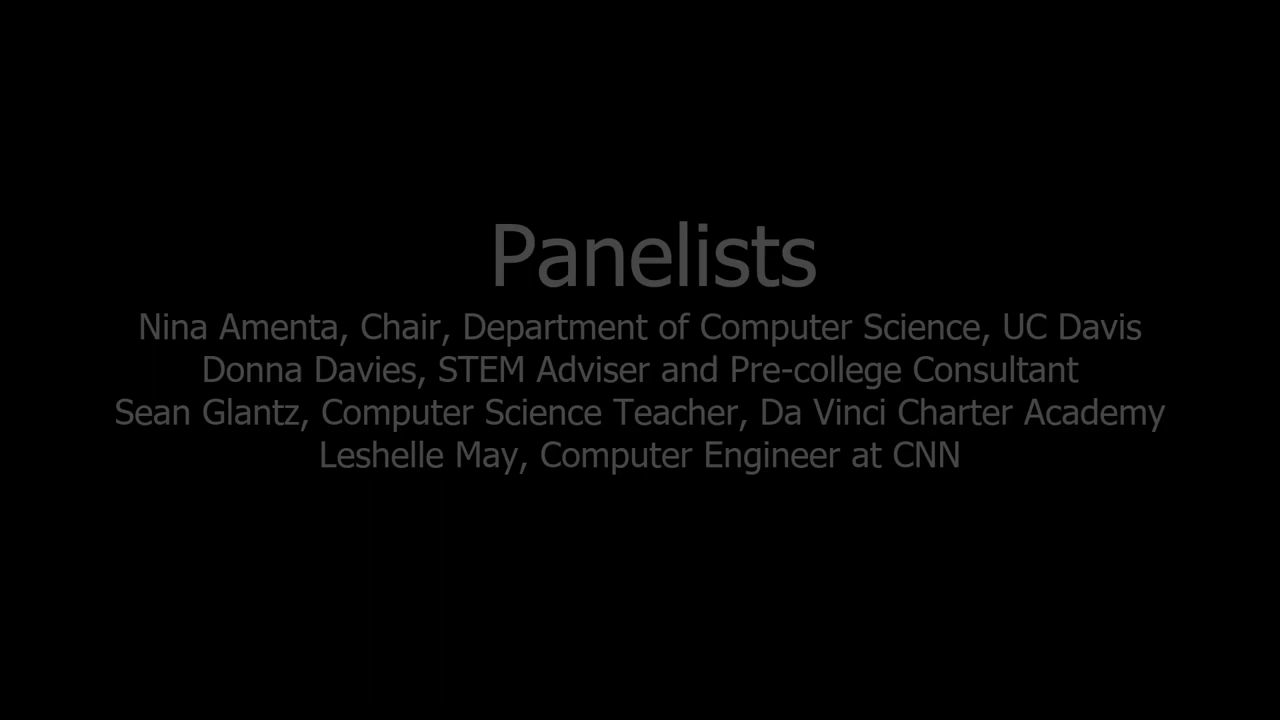 Panelists
Nina Amenta, Chair, Department of Computer Science, UC Davis
Donna Davies, STEM Adviser and Pre-college Consultant
Sean Glantz, Computer Science Teacher, Da Vinci Charter Academy
Leshelle May, Computer Engineer at CNN